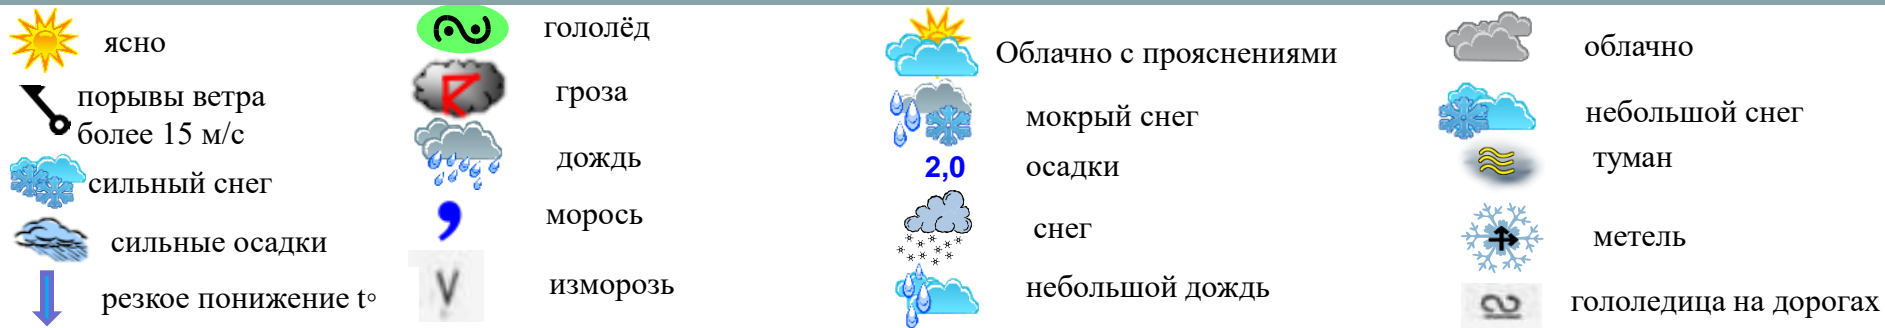 ясно
порывы ветра
более 15 м/с
сильный снег
сильные осадки
резкое понижение t°
гололёд
гроза
дождь
морось
изморозь
Облачно с прояснениями
мокрый снег
2,0 осадки
снег
небольшой дождь
облачно
небольшой снег
туман
метель
гололедица на дорогах